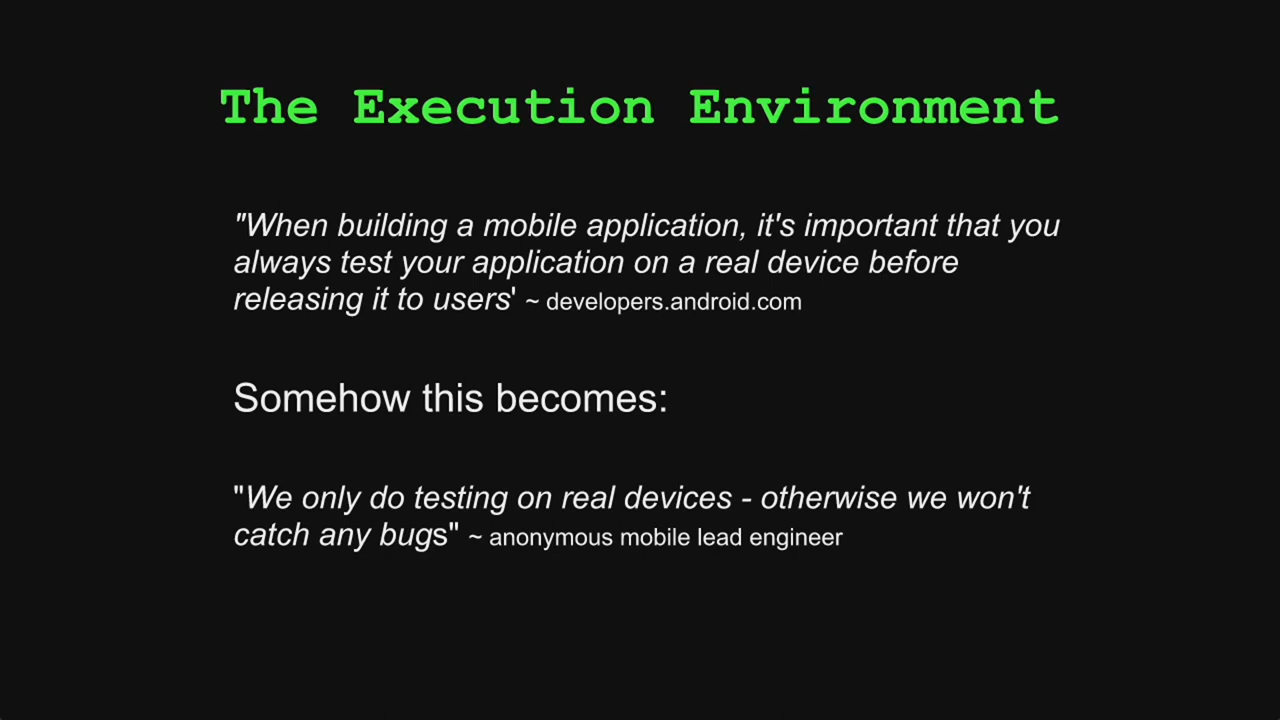 The Execution Environment
"When building a mobile application, it's important that you
always test your application on a real device before
releasing it to users' ~ developers.android.com
Somehow this becomes:
"We only do testing on real devices - otherwise we won't
catch any bugs" ~ anonymous mobile lead engineer